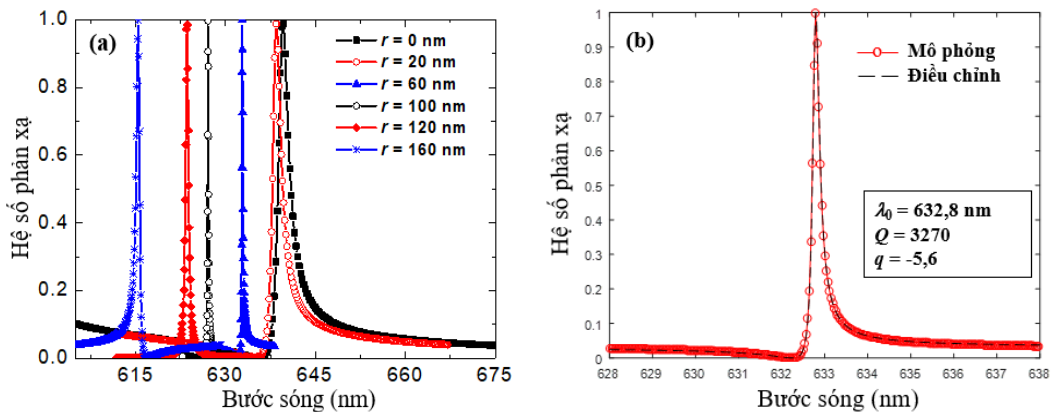 (a)
r = 0 nm
r = 20 nm
r = 60 nm
r = 100 nm
r = 120 nm
r = 160 nm
Hệ số phản xạ
1.0
0.8
0.6
0.4
0.2
0.0
615 630 645 660 675
Bước sóng (nm)
(b)
Mô phỏng
Điều chỉnh
λ0 = 632,8 nm
Q = 3270
q = -5,6
Hệ số phản xạ
1
0.9
0.8
0.7
0.6
0.5
0.4
0.3
0.2
0.1
0
628 629 630 631 632 633 634 635 636 637 638
Bước sóng (nm)